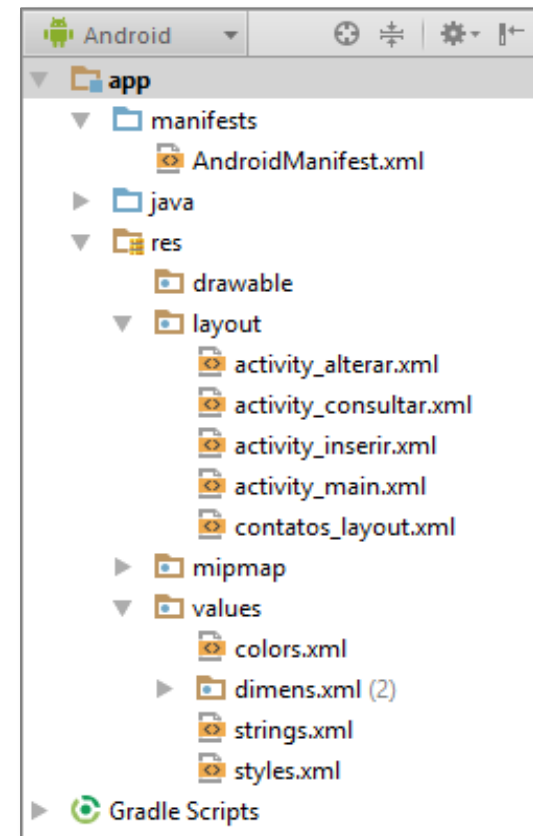 Android
app
manifests
AndroidManifest.xml
java
res
drawable
layout
activity_alterar.xml
activity_consultar.xml
activity_inserir.xml
activity_main.xml
contatos_layout.xml
mipmap
values
colors.xml
dimens.xml (2)
strings.xml
styles.xml
Gradle Scripts